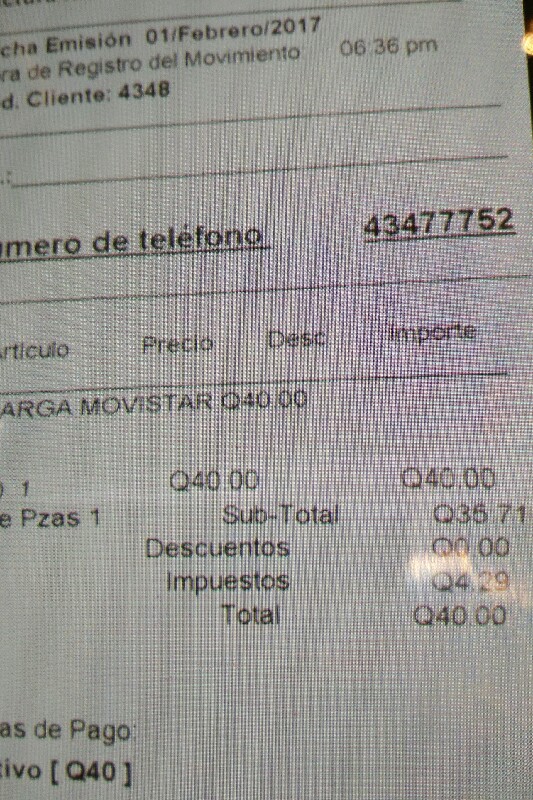 cha Emisión 01/Febrero/2017
ra de Registro del Movimiento 06:36 pm
d. Cliente: 4348
.:
úmero de teléfono 43477752
Articulo Precio Desc Importe
ARGA MOVISTAR Q40.00
) 1 Q40.00 Q40.00
e Pzas 1 Sub-Total Q35.71
Descuentos Q0.00
Impuestos Q4.29
Total Q40.00
as de Pago:
tivo [ Q40 ]